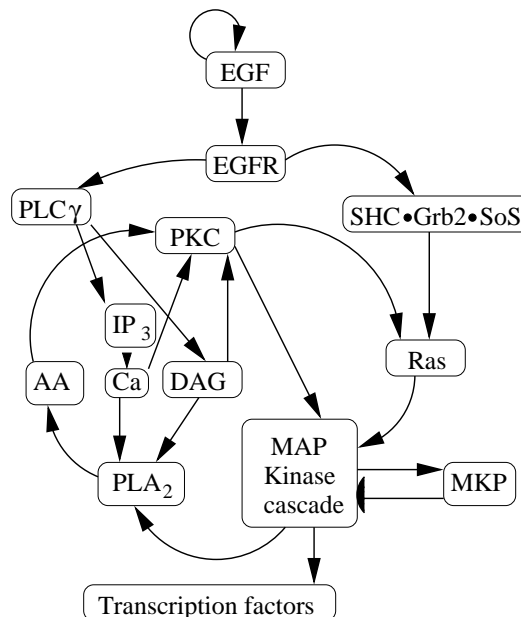 EGF
EGFR
PLCγ
SHC•Grb2•SoS
PKC
IP₃
AA
Ca
DAG
Ras
MAP
Kinase
cascade
PLA₂
MKP
Transcription factors